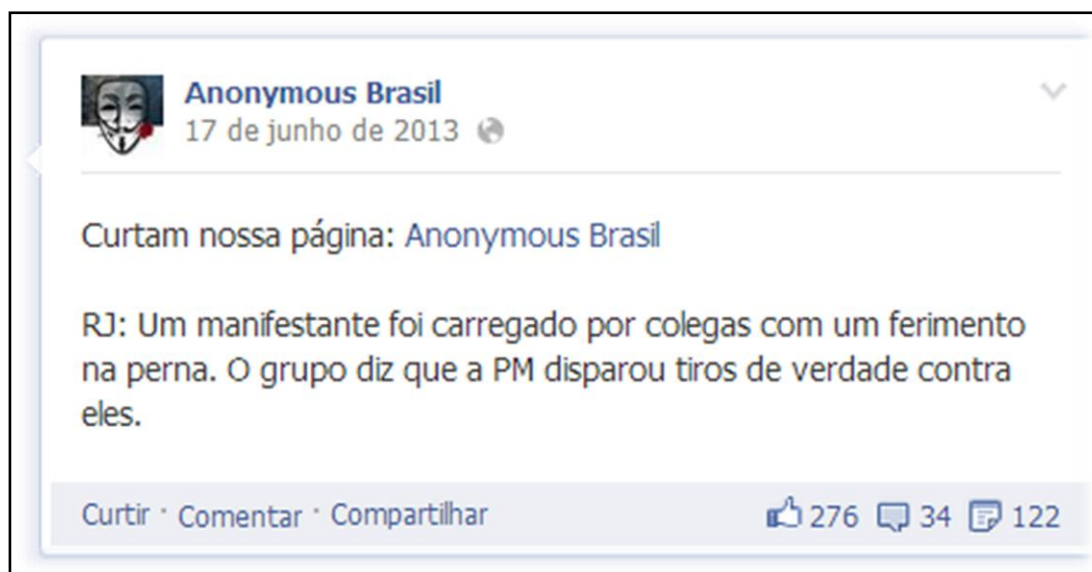 Anonymous Brasil
17 de junho de 2013
Curtam nossa página: Anonymous Brasil
RJ: Um manifestante foi carregado por colegas com um ferimento
na perna. O grupo diz que a PM disparou tiros de verdade contra
eles.
Curtir · Comentar · Compartilhar 276 34 122